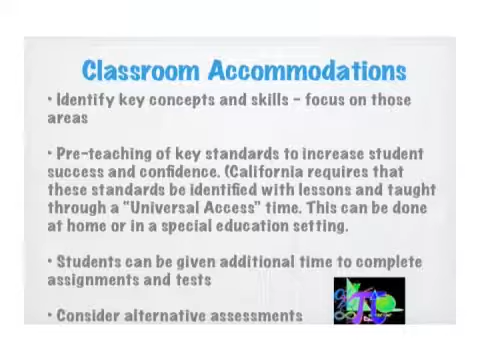 Classroom Accommodations
• Identify key concepts and skills - focus on those
areas
• Pre-teaching of key standards to increase student
success and confidence. (California requires that
these standards be identified with lessons and taught
through a "Universal Access" time. This can be done
at home or in a special education setting.
• Students can be given additional time to complete
assignments and tests
• Consider alternative assessments